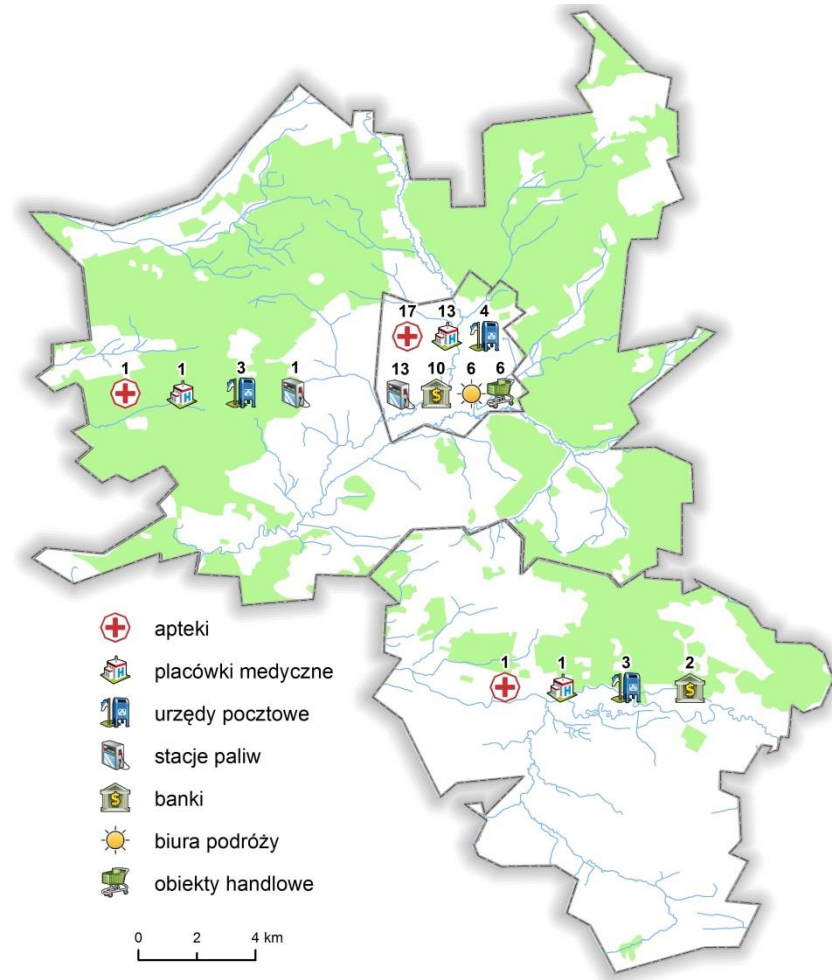 17 13 4
1 1 3 1
13 10 6 6
1 1 3 2
apteki
placówki medyczne
urzędy pocztowe
stacje paliw
banki
biura podróży
obiekty handlowe
0 2 4 km